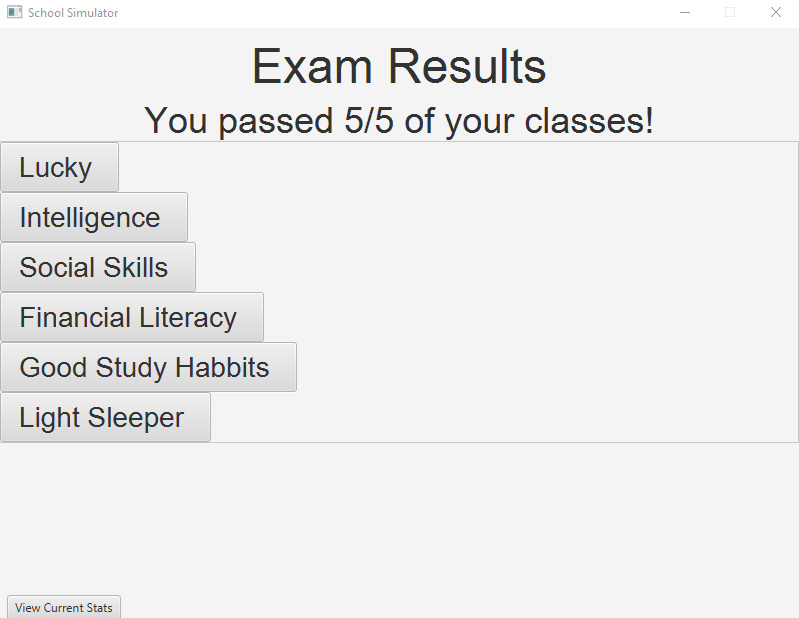 School Simulator
Exam Results
You passed 5/5 of your classes!
Lucky
Intelligence
Social Skills
Financial Literacy
Good Study Habbits
Light Sleeper
View Current Stats